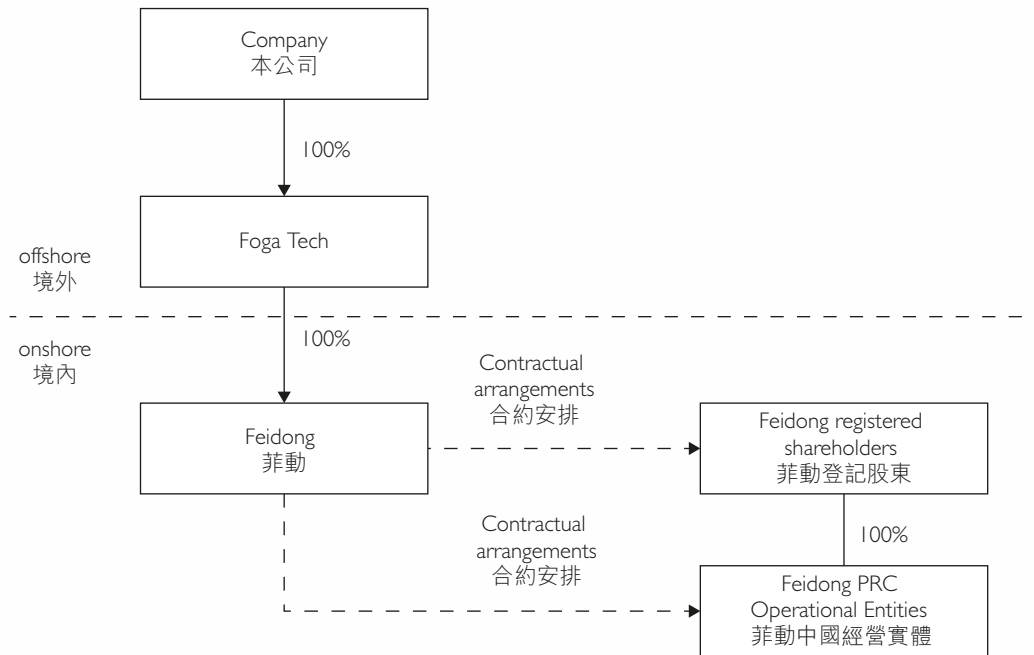 Company
本公司
100%
Foga Tech
offshore
境外
onshore
境內
100%
Contractual
arrangements
合約安排
Feidong
菲動
Feidong registered
shareholders
菲動登記股東
Contractual
arrangements
合約安排
100%
Feidong PRC
Operational Entities
菲動中國經營實體